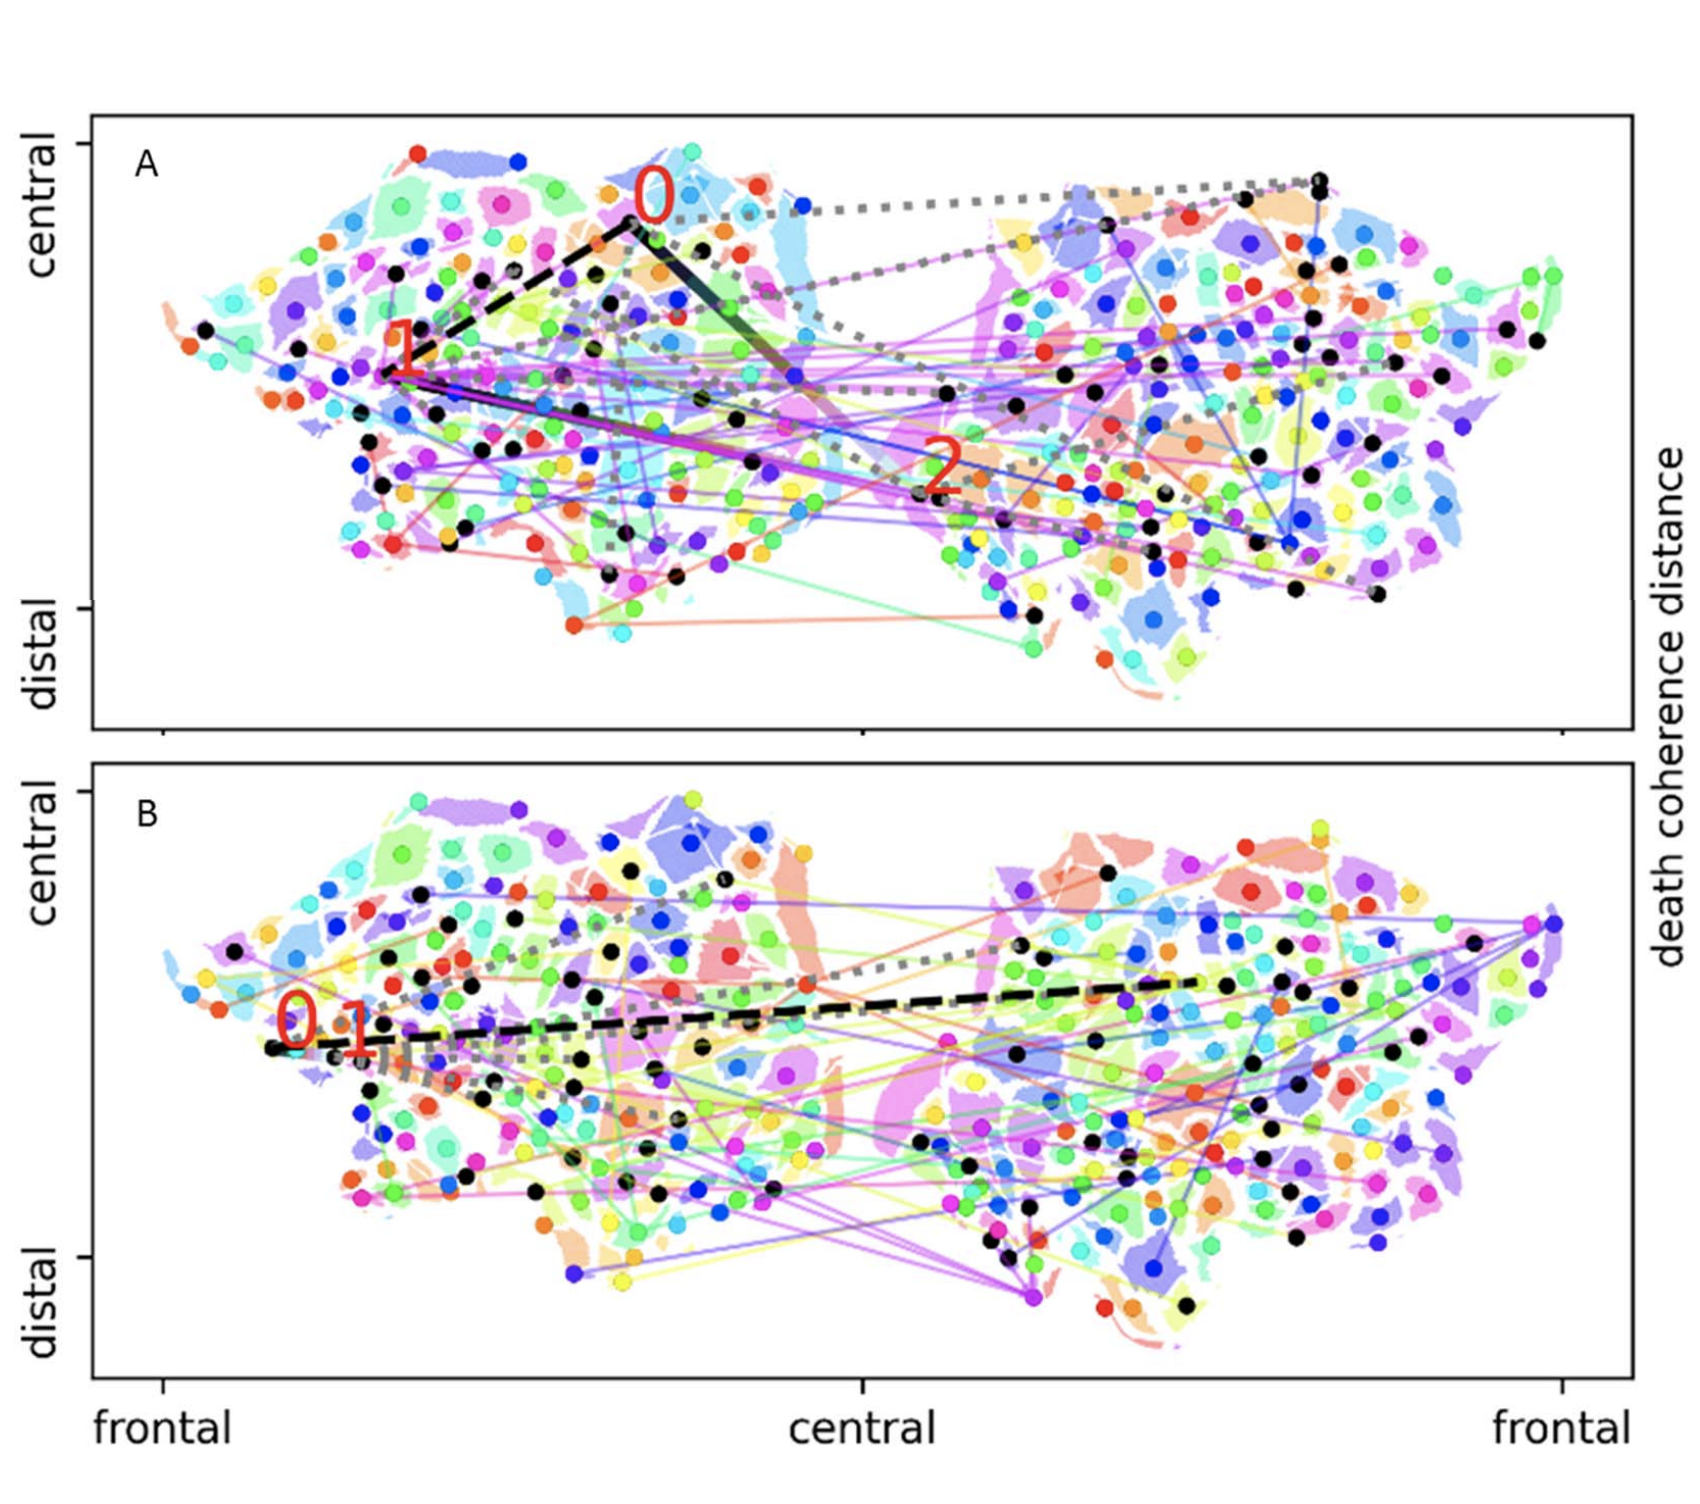 A
central
distal
0
1
2
B
central
distal
0
1
frontal
central
frontal
death coherence distance